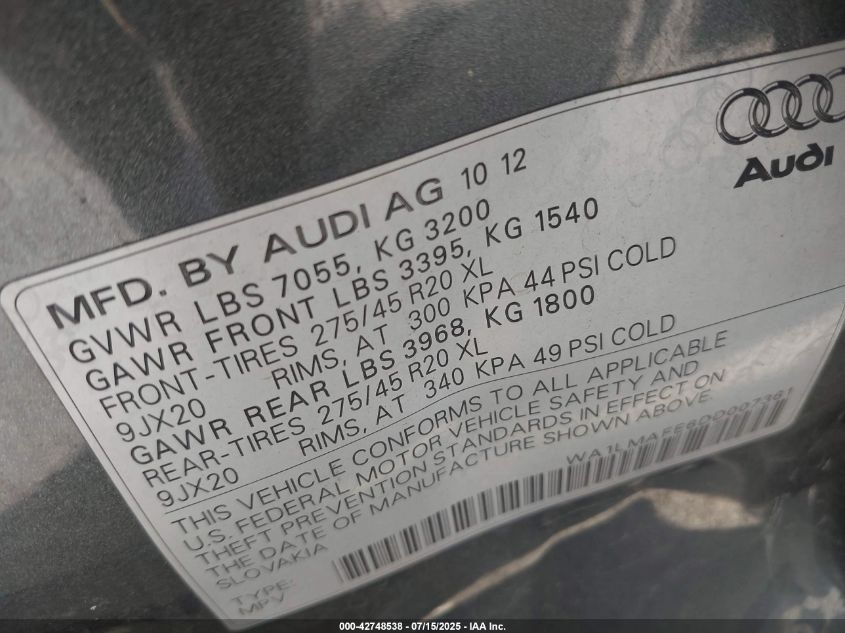 Audi
MFD. BY AUDI AG 10 12
GVWR LBS 7055, KG 3200
GAWR FRONT LBS 3395, KG 1540
FRONT-TIRES 275/45 R20 XL
9JX20 RIMS, AT 300 KPA 44 PSI COLD
GAWR REAR LBS 3968, KG 1800
REAR-TIRES 275/45 R20 XL
9JX20 RIMS, AT 340 KPA 49 PSI COLD
THIS VEHICLE CONFORMS TO ALL APPLICABLE
U.S. FEDERAL MOTOR VEHICLE SAFETY AND
THEFT PREVENTION STANDARDS IN EFFECT ON
THE DATE OF MANUFACTURE SHOWN ABOVE.
SLOVAKIA
TYPE:
MPV
000-42748538 - 07/15/2025 - IAA Inc.